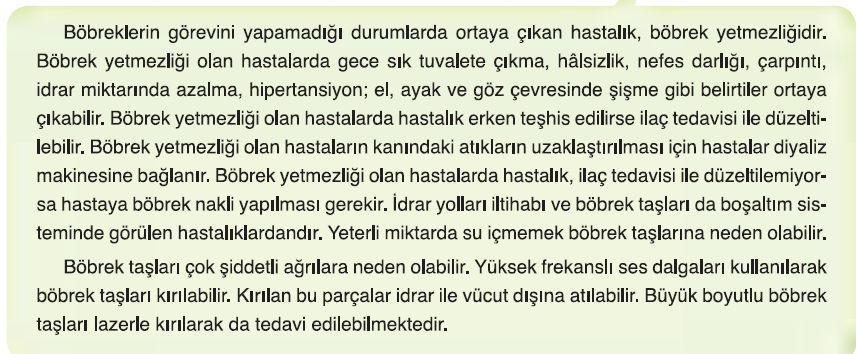 Böbreklerin görevini yapamadığı durumlarda ortaya çıkan hastalık, böbrek yetmezliğidir.
Böbrek yetmezliği olan hastalarda gece sık tuvalete çıkma, hâlsizlik, nefes darlığı, çarpıntı,
idrar miktarında azalma, hipertansiyon; el, ayak ve göz çevresinde şişme gibi belirtiler ortaya
çıkabilir. Böbrek yetmezliği olan hastalarda hastalık erken teşhis edilirse ilaç tedavisi ile düzelti-
lebilir. Böbrek yetmezliği olan hastaların kanındaki atıkların uzaklaştırılması için hastalar diyaliz
makinesine bağlanır. Böbrek yetmezliği olan hastalarda hastalık, ilaç tedavisi ile düzeltilemiyor-
sa hastaya böbrek nakli yapılması gerekir. İdrar yolları iltihabı ve böbrek taşları da boşaltım sis-
teminde görülen hastalıklardandır. Yeterli miktarda su içmemek böbrek taşlarına neden olabilir.
Böbrek taşları çok şiddetli ağrılara neden olabilir. Yüksek frekanslı ses dalgaları kullanılarak
böbrek taşları kırılabilir. Kırılan bu parçalar idrar ile vücut dışına atılabilir. Büyük boyutlu böbrek
taşları lazerle kırılarak da tedavi edilebilmektedir.